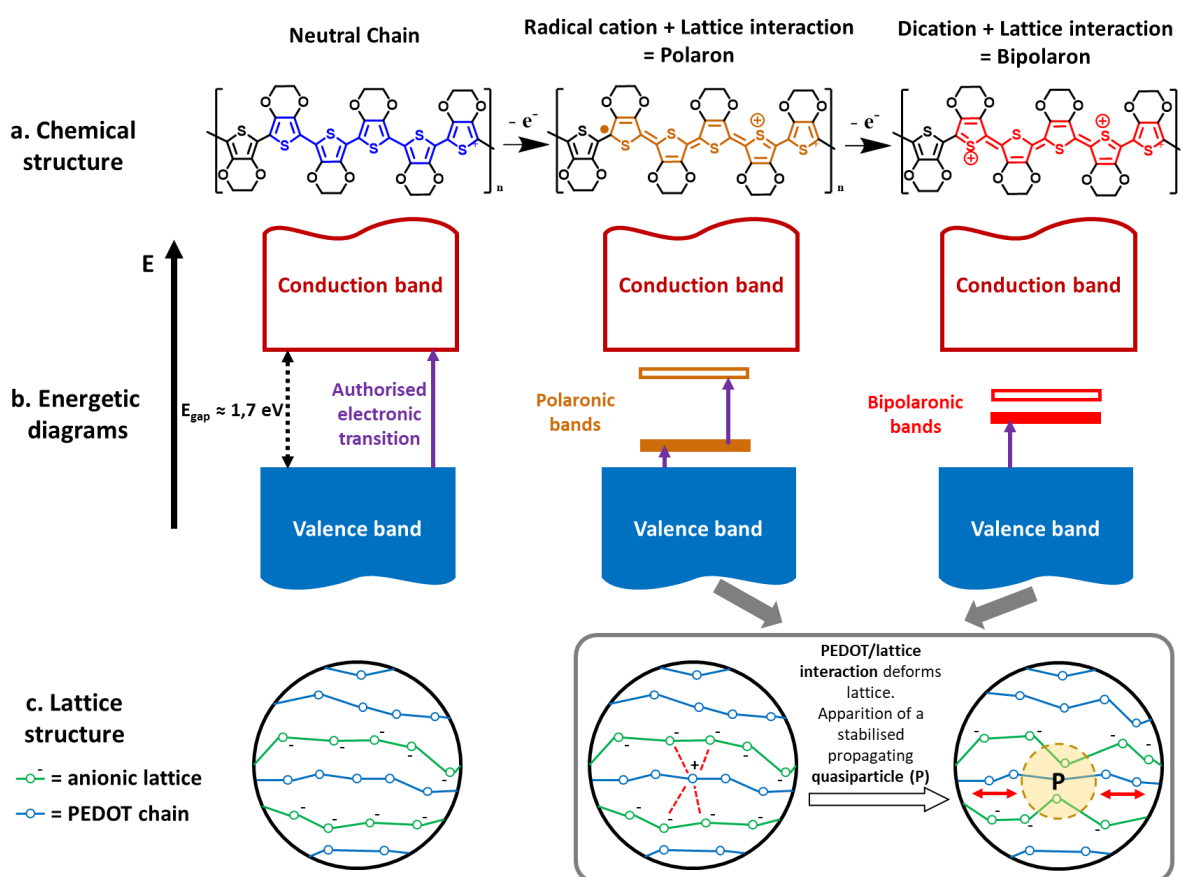 Neutral Chain
Radical cation + Lattice interaction
= Polaron
Dication + Lattice interaction
= Bipolaron
a. Chemical
structure
O O O O O O
S S S S S S
O O O O O O
n
- e-
O O O O O O
S S S S S S
+
O O O O O O
n
- e-
O O O O O O
S S S S S S
+ +
O O O O O O
n
E
Conduction band
Conduction band
Conduction band
b. Energetic
diagrams
Egap ≈ 1,7 eV
Authorised
electronic
transition
Polaronic
bands
Bipolaronic
bands
Valence band
Valence band
Valence band
c. Lattice
structure
- = anionic lattice
= PEDOT chain
PEDOT/lattice
interaction deforms
lattice.
Apparition of a
stabilised
propagating
quasiparticle (P)
+
P